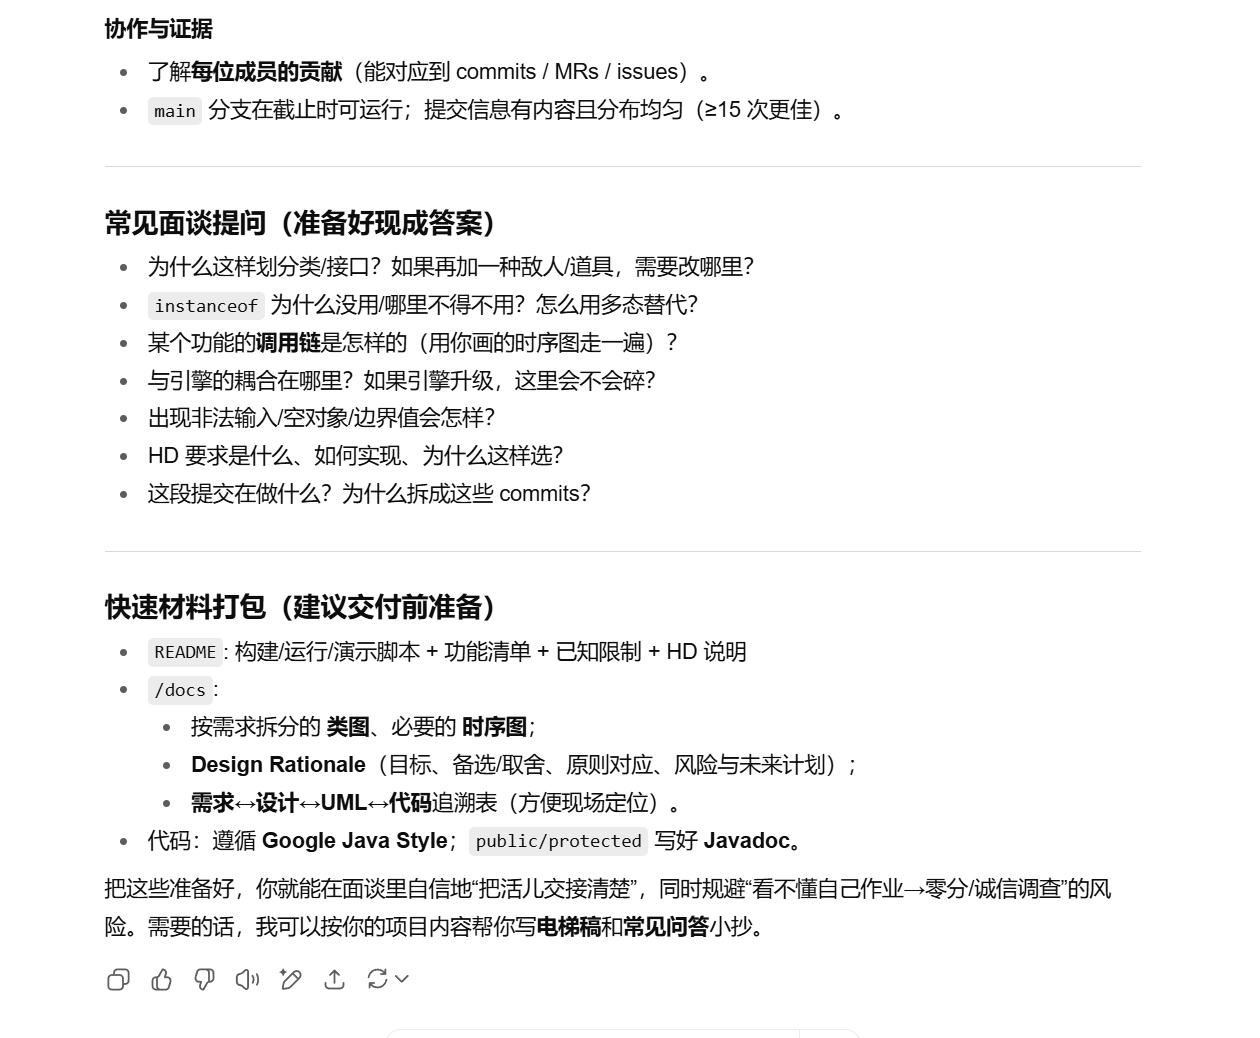 协作与证据
了解每位成员的贡献（能对应到 commits / MRs / issues）。
main 分支在截止时可运行；提交信息有内容且分布均匀（≥15 次更佳）。
常见面谈提问（准备好现成答案）
为什么这样划分类/接口？如果再加一种敌人/道具，需要改哪里？
instanceof 为什么没用/哪里不得不用？怎么用多态替代？
某个功能的调用链是怎样的（用你画的时序图走一遍）？
与引擎的耦合在哪里？如果引擎升级，这里会不会碎？
出现非法输入/空对象/边界值会怎样？
HD 要求是什么、如何实现、为什么这样选？
这段提交在做什么？为什么拆成这些 commits？
快速材料打包（建议交付前准备）
README: 构建/运行/演示脚本 + 功能清单 + 已知限制 + HD 说明
/docs:
按需求拆分的 类图、必要的 时序图；
Design Rationale（目标、备选/取舍、原则对应、风险与未来计划）；
需求↔设计↔UML↔代码追溯表（方便现场定位）。
代码：遵循 Google Java Style；public/protected 写好 Javadoc。
把这些准备好，你就能在面谈里自信地“把活儿交接清楚”，同时规避“看不懂自己作业→零分/诚信调查”的风
险。需要的话，我可以按你的项目内容帮你写电梯稿和常见问答小抄。